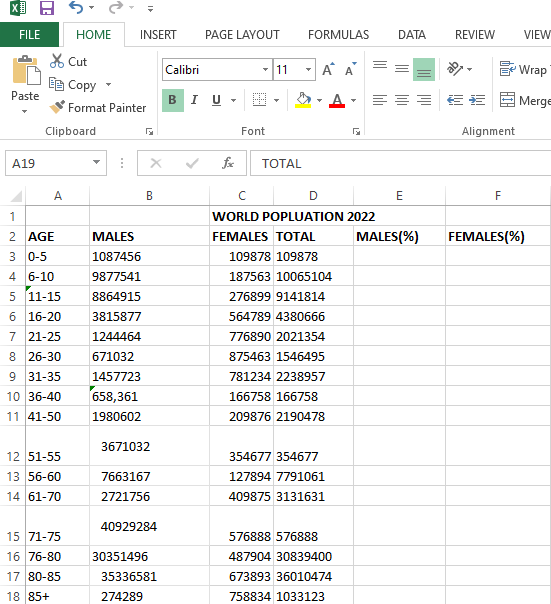 FILE HOME INSERT PAGE LAYOUT FORMULAS DATA REVIEW VIEW
Cut
Calibri 11 A A Wrap
Paste Copy
Format Painter B I U A Merge
Clipboard Font Alignment
A19 fx TOTAL
A B C D E F
1 WORLD POPLUATION 2022
2 AGE MALES FEMALES TOTAL MALES(%) FEMALES(%)
3 0-5 1087456 109878 109878
4 6-10 9877541 187563 10065104
5 11-15 8864915 276899 9141814
6 16-20 3815877 564789 4380666
7 21-25 1244464 776890 2021354
8 26-30 671032 875463 1546495
9 31-35 1457723 781234 2238957
10 36-40 658,361 166758 166758
11 41-50 1980602 209876 2190478
12 51-55 3671032 354677 354677
13 56-60 7663167 127894 7791061
14 61-70 2721756 409875 3131631
15 71-75 40929284 576888 576888
16 76-80 30351496 487904 30839400
17 80-85 35336581 673893 36010474
18 85+ 274289 758834 1033123